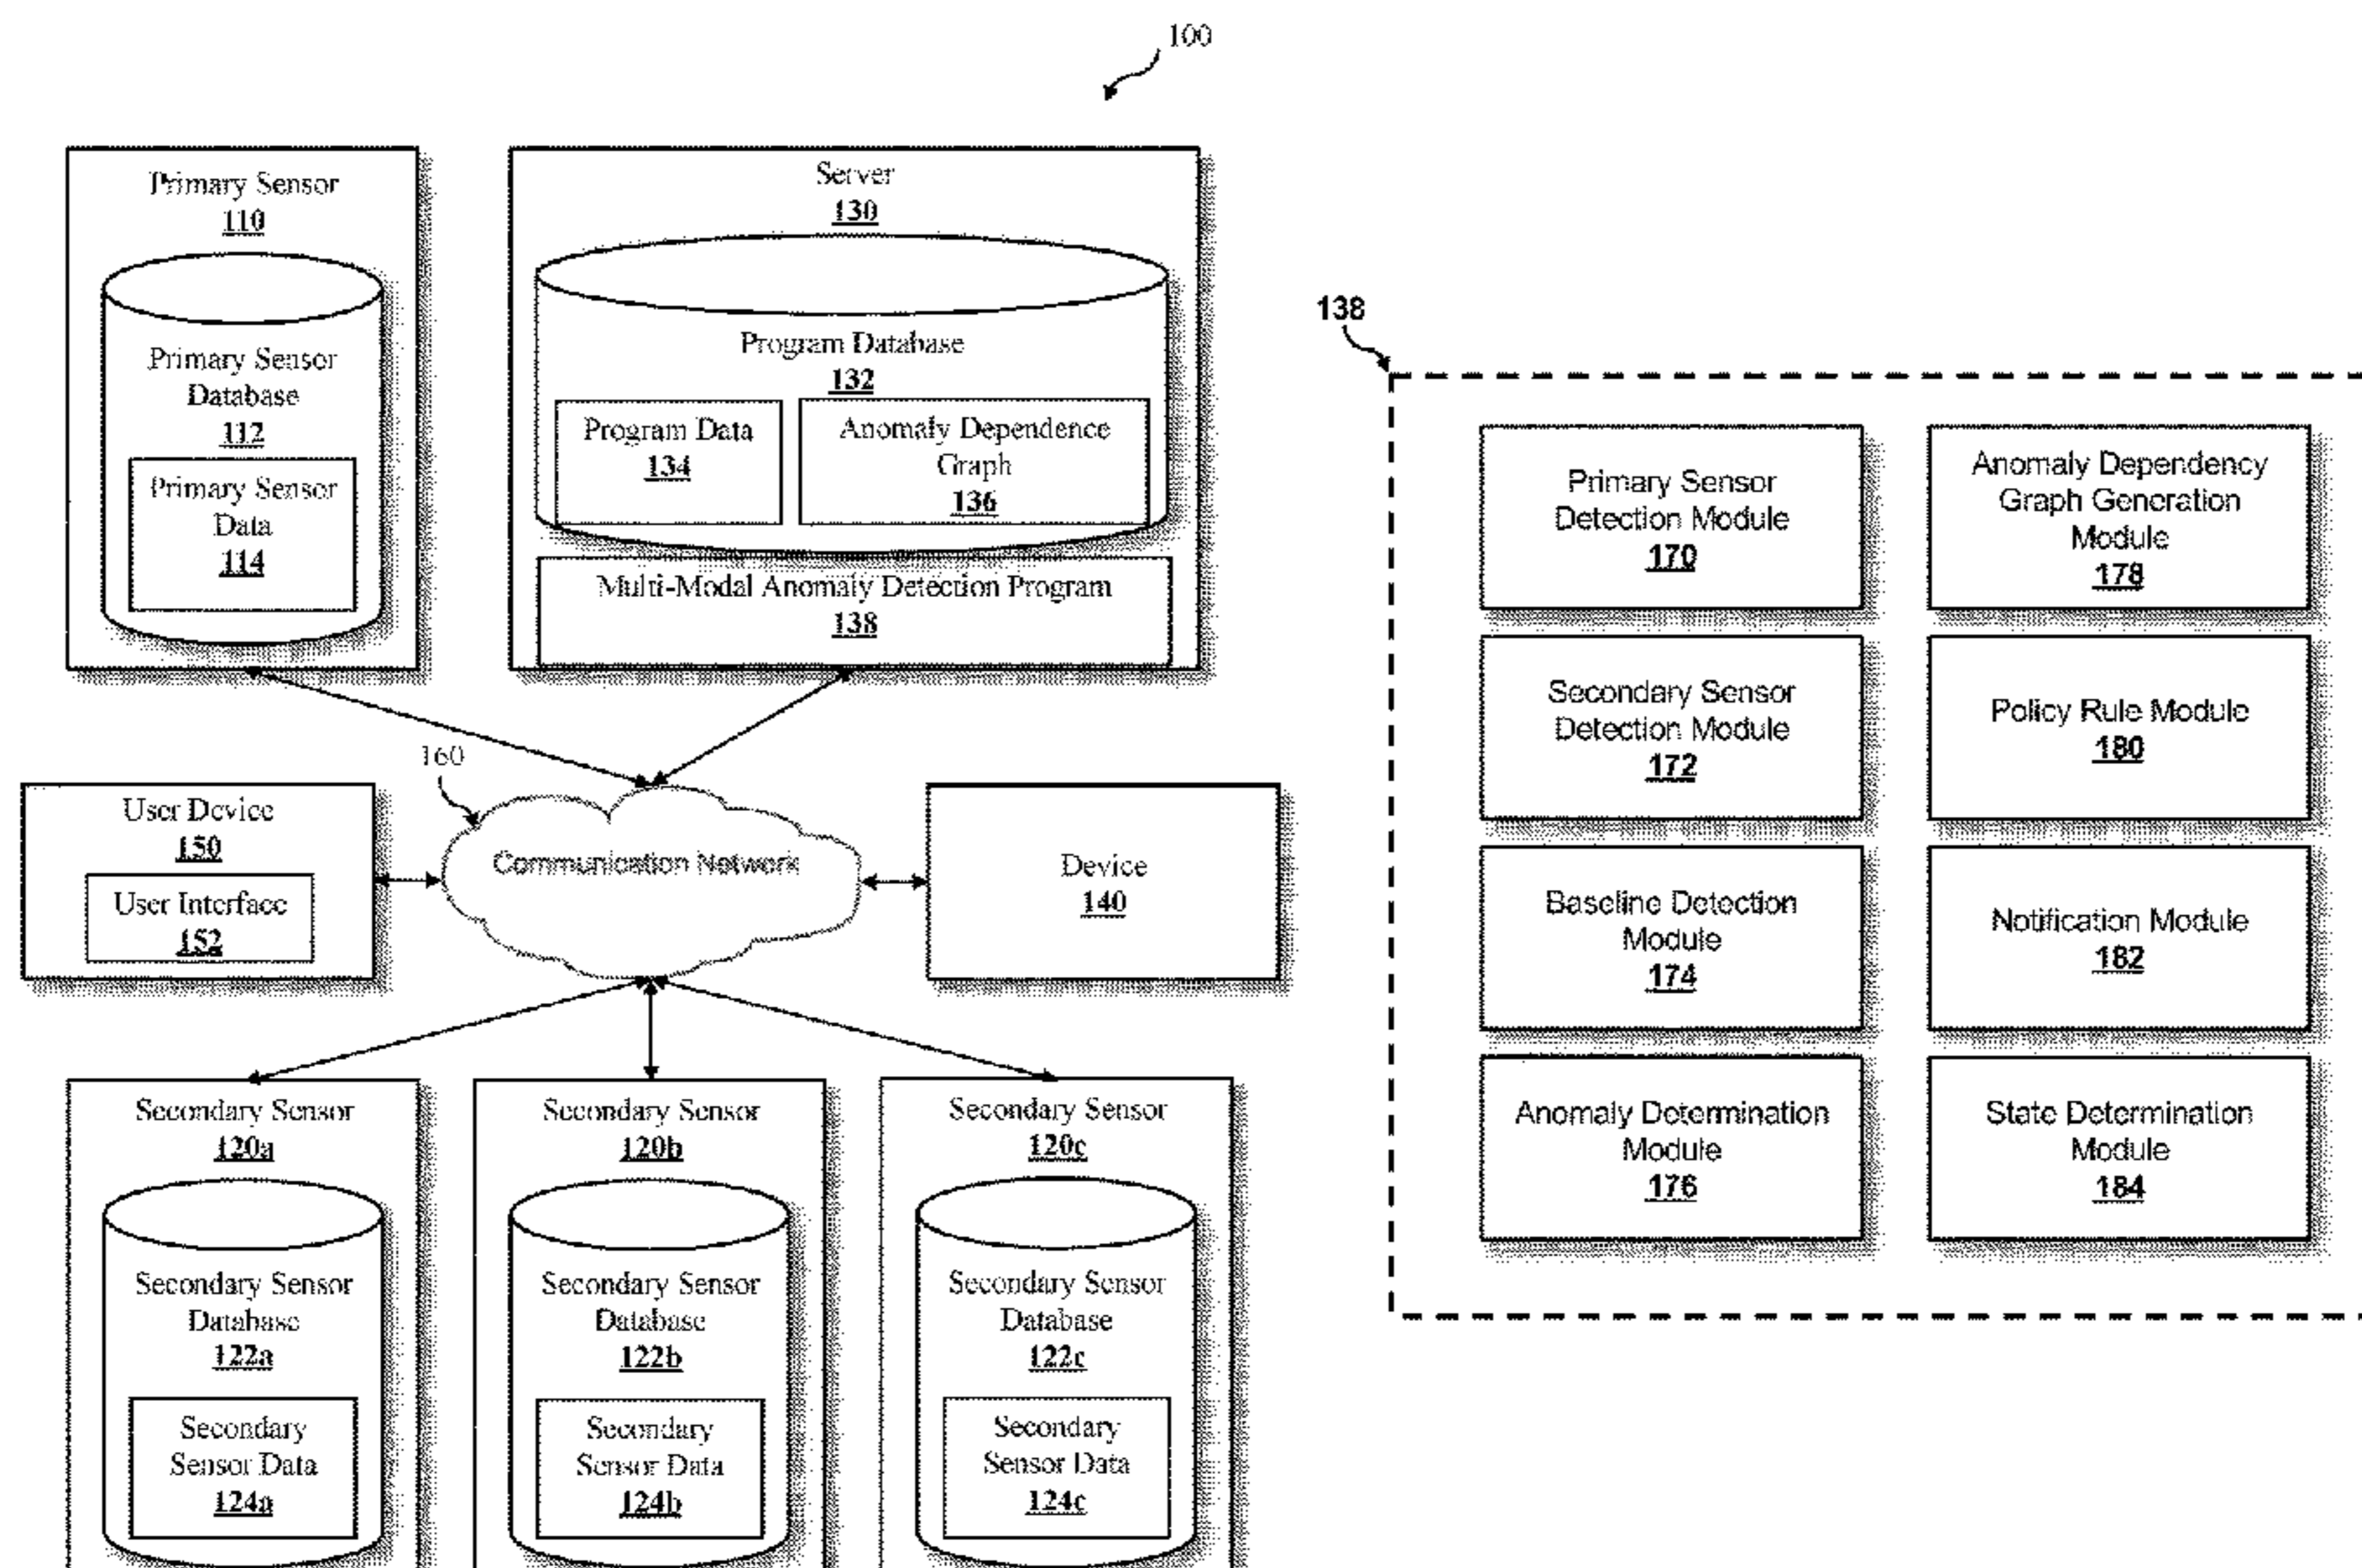 100
Primary Sensor
110
Primary Sensor
Database
112
Primary Sensor
Data
114
Server
130
Program Database
132
Program Data
134
Anomaly Dependence
Graph
136
Multi-Modal Anomaly Detection Program
138
160
User Device
150
User Interface
152
Communication Network
Device
140
Secondary Sensor
120a
Secondary Sensor
Database
122a
Secondary
Sensor Data
124a
Secondary Sensor
120b
Secondary Sensor
Database
122b
Secondary
Sensor Data
124b
Secondary Sensor
120c
Secondary Sensor
Database
122c
Secondary
Sensor Data
124c
138
Primary Sensor
Detection Module
170
Anomaly Dependency
Graph Generation
Module
178
Secondary Sensor
Detection Module
172
Policy Rule Module
180
Baseline Detection
Module
174
Notification Module
182
Anomaly Determination
Module
176
State Determination
Module
184